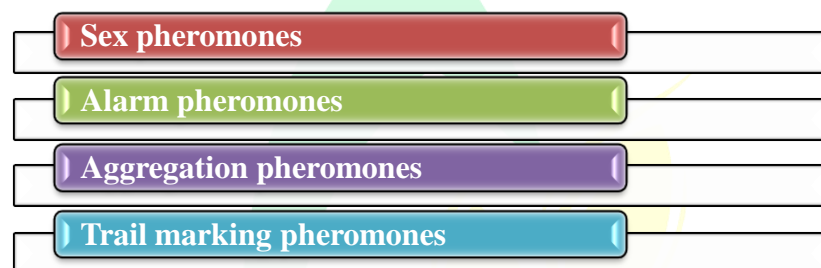 Sex pheromones
Alarm pheromones
Aggregation pheromones
Trail marking pheromones